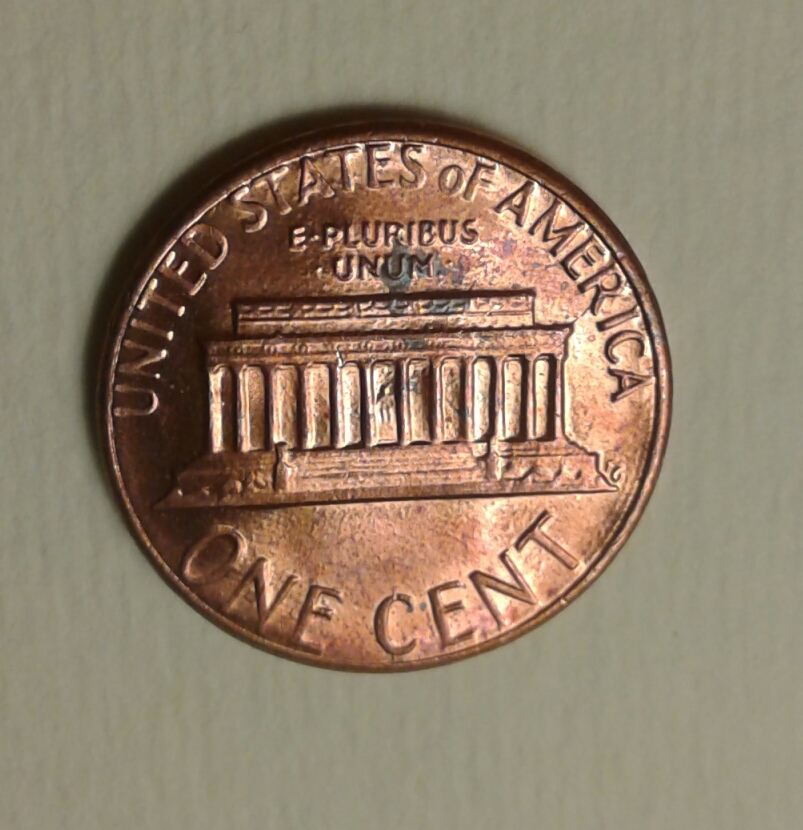 UNITED STATES oF AMERICA
E·PLURIBUS
UNUM
ONE CENT